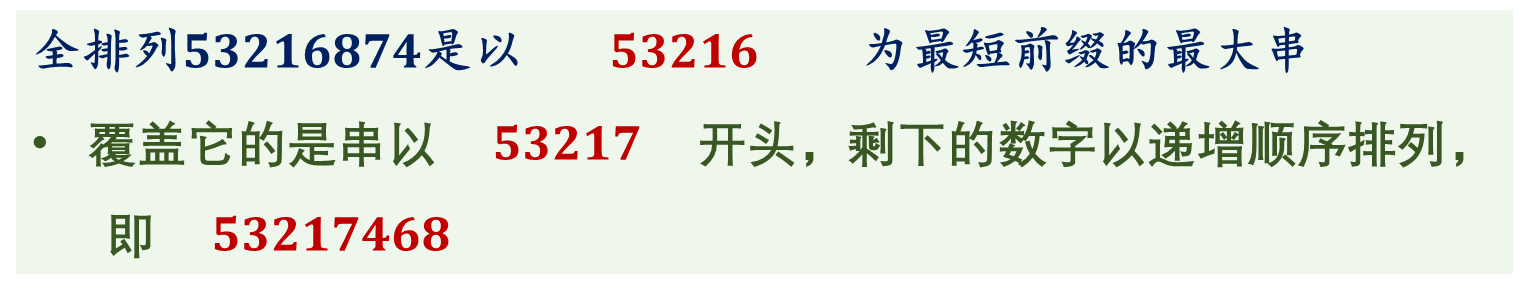 全排列53216874是以 53216 为最短前缀的最大串
• 覆盖它的是串以 53217 开头，剩下的数字以递增顺序排列，
即 53217468